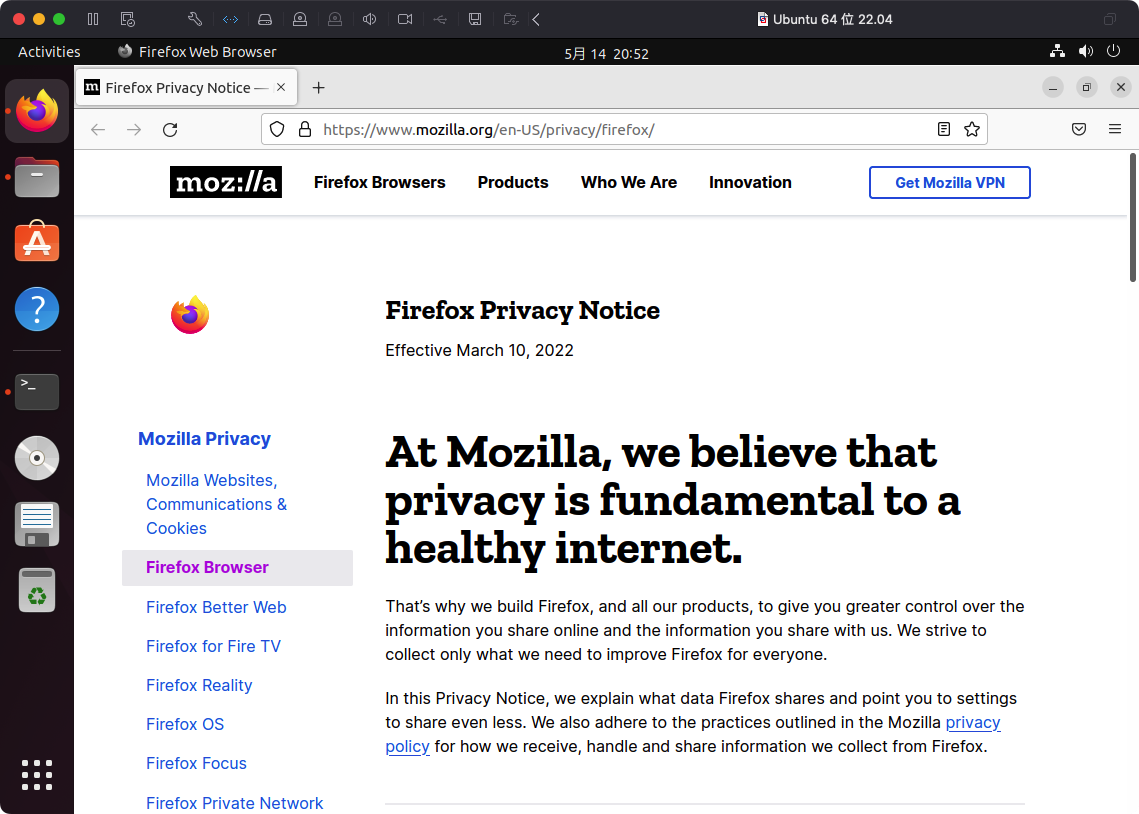 Ubuntu 64 位 22.04
Activities
Firefox Web Browser
5月 14 20:52
Firefox Privacy Notice —
https://www.mozilla.org/en-US/privacy/firefox/
moz://a
Firefox Browsers
Products
Who We Are
Innovation
Get Mozilla VPN
Firefox Privacy Notice
Effective March 10, 2022
Mozilla Privacy
Mozilla Websites,
Communications &
Cookies
Firefox Browser
Firefox Better Web
Firefox for Fire TV
Firefox Reality
Firefox OS
Firefox Focus
Firefox Private Network
At Mozilla, we believe that
privacy is fundamental to a
healthy internet.
That’s why we build Firefox, and all our products, to give you greater control over the
information you share online and the information you share with us. We strive to
collect only what we need to improve Firefox for everyone.
In this Privacy Notice, we explain what data Firefox shares and point you to settings
to share even less. We also adhere to the practices outlined in the Mozilla privacy
policy for how we receive, handle and share information we collect from Firefox.